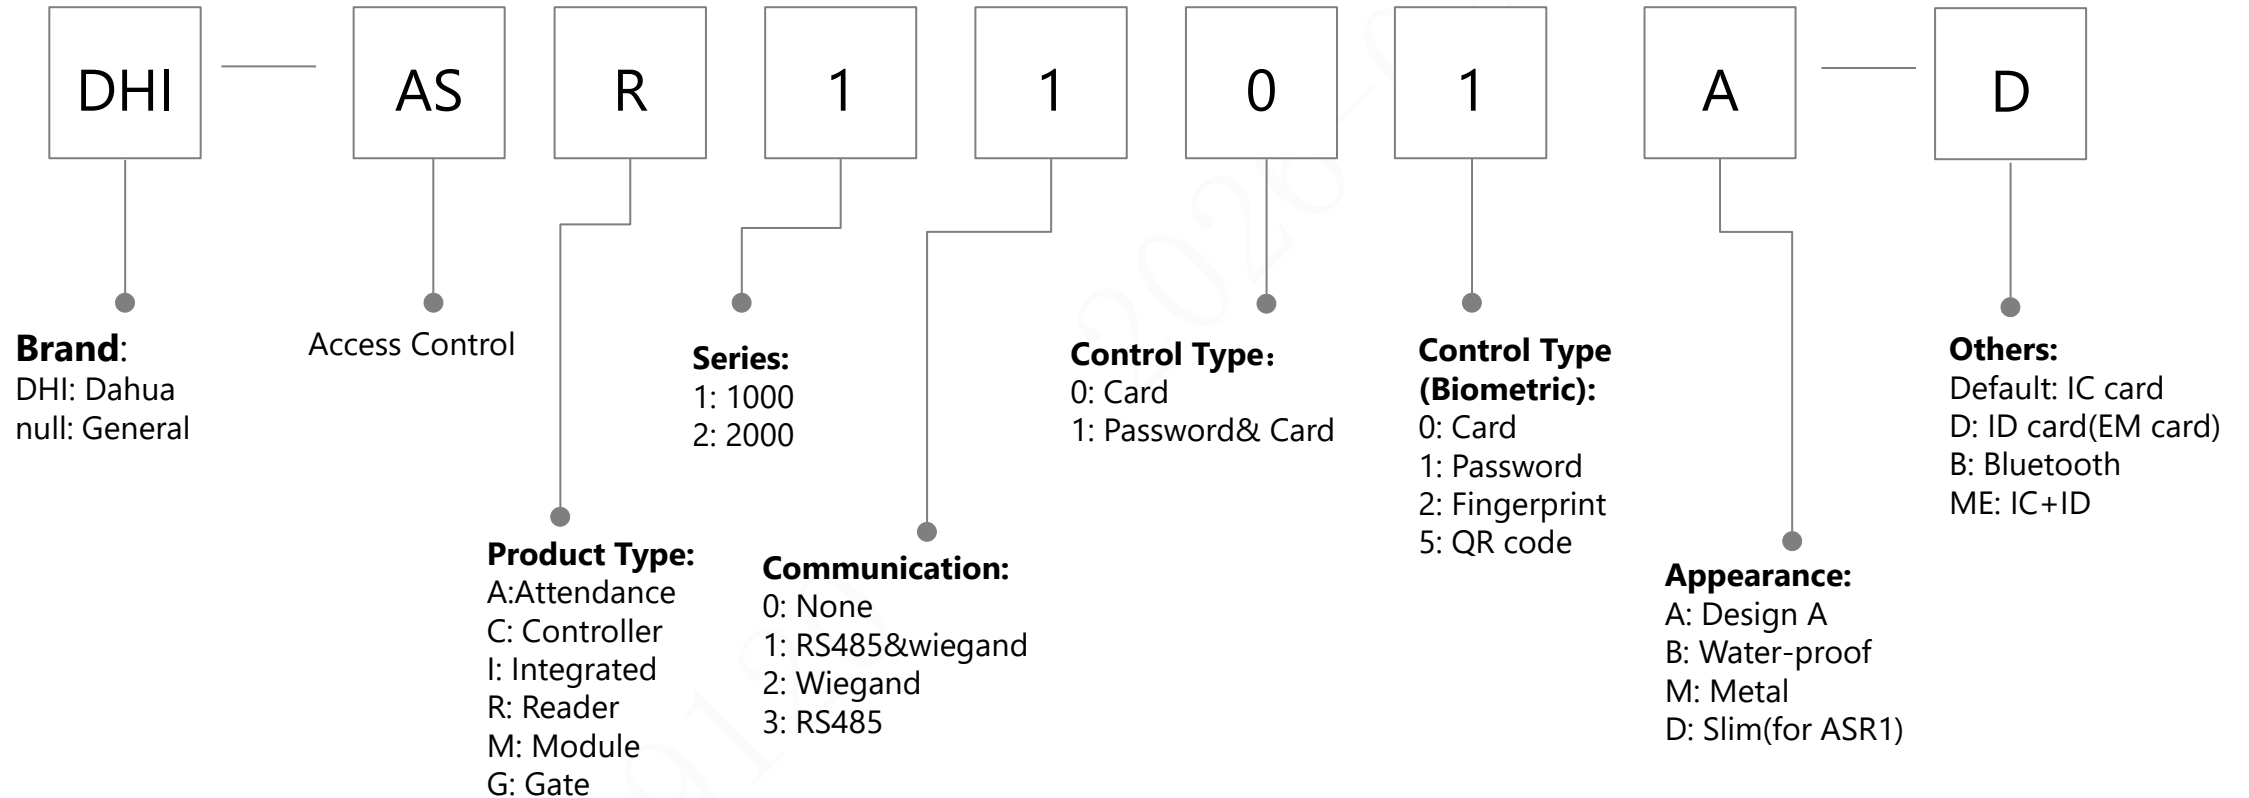 DHI AS R 1 1 0 1 A D
Brand:
DHI: Dahua
null: General
Access Control
Product Type:
A:Attendance
C: Controller
I: Integrated
R: Reader
M: Module
G: Gate
Series:
1: 1000
2: 2000
Communication:
0: None
1: RS485&wiegand
2: Wiegand
3: RS485
Control Type：
0: Card
1: Password& Card
Control Type
(Biometric):
0: Card
1: Password
2: Fingerprint
5: QR code
Appearance:
A: Design A
B: Water-proof
M: Metal
D: Slim(for ASR1)
Others:
Default: IC card
D: ID card(EM card)
B: Bluetooth
ME: IC+ID